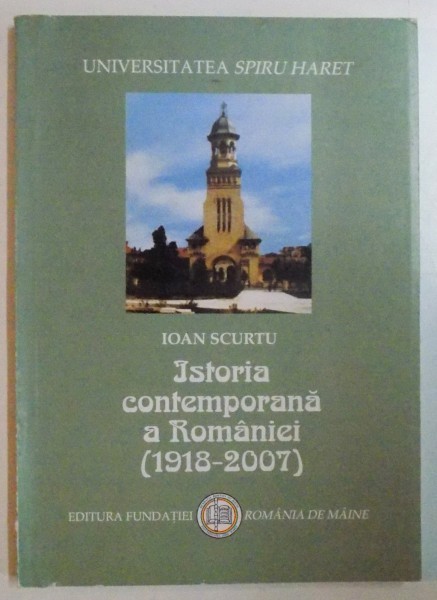 UNIVERSITATEA SPIRU HARET
IOAN SCURTU
Istoria
contemporană
a României
(1918-2007)
EDITURA FUNDAȚIEI ROMÂNIA DE MÂINE